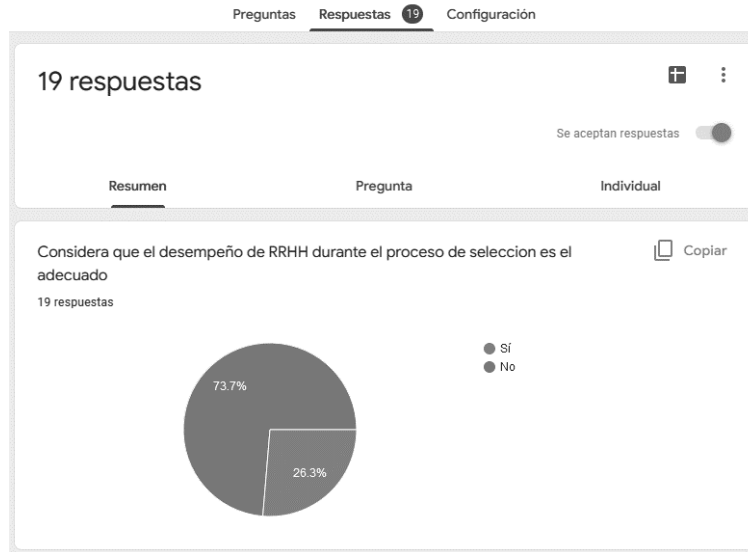 Preguntas Respuestas 19 Configuración
19 respuestas
Se aceptan respuestas
Resumen Pregunta Individual
Considera que el desempeño de RRHH durante el proceso de seleccion es el
adecuado
Copiar
19 respuestas
Sí
No
73.7%
26.3%